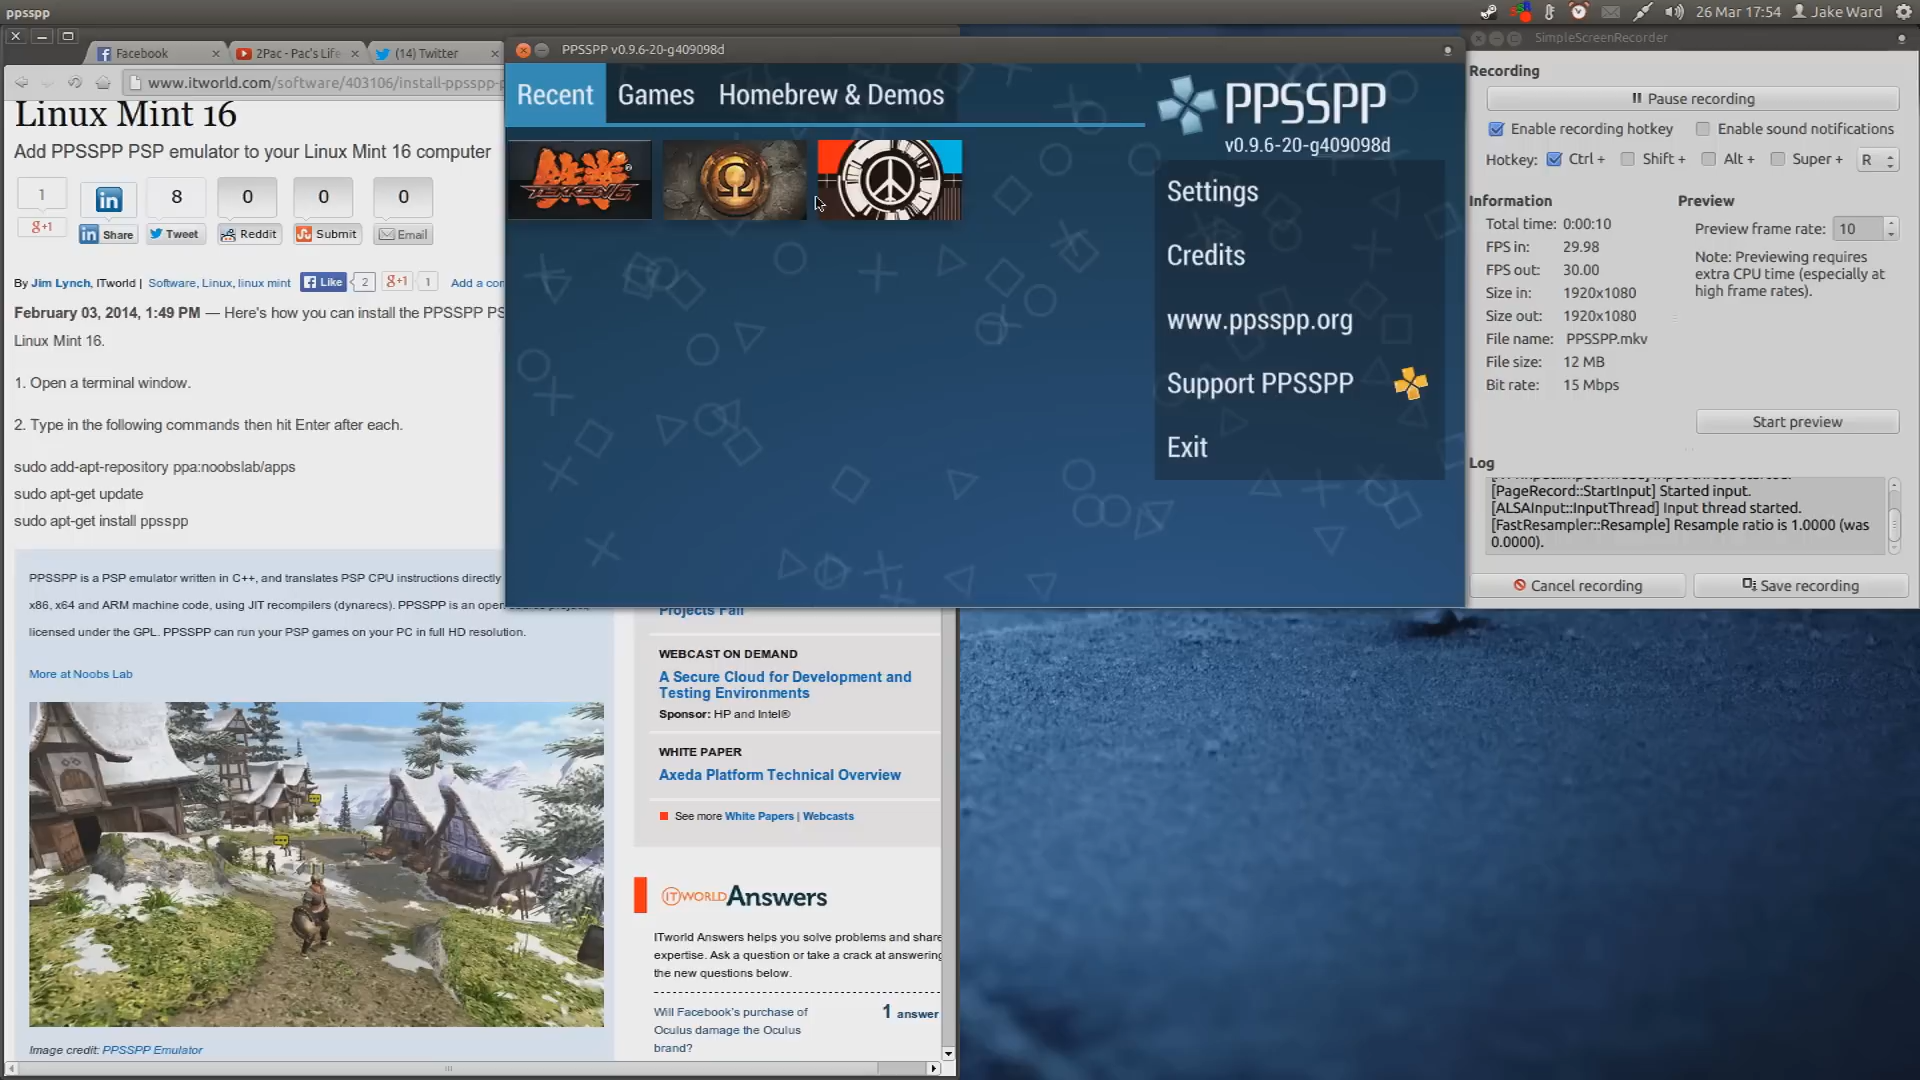 ppsspp
26 Mar 17:54
Jake Ward
Facebook
2Pac - Pac's Life
(14) Twitter
www.itworld.com/software/403106/install-ppsspp-p
Linux Mint 16
Add PPSSPP PSP emulator to your Linux Mint 16 computer
1
8
0
0
0
g+1
in Share
Tweet
Reddit
Submit
Email
By Jim Lynch, ITworld | Software, Linux, linux mint
Like
2
g+1
1
Add a con
February 03, 2014, 1:49 PM — Here's how you can install the PPSSPP PS
Linux Mint 16.
1. Open a terminal window.
2. Type in the following commands then hit Enter after each.
sudo add-apt-repository ppa:noobslab/apps
sudo apt-get update
sudo apt-get install ppsspp
PPSSPP is a PSP emulator written in C++, and translates PSP CPU instructions directly
x86, x64 and ARM machine code, using JIT recompilers (dynarecs). PPSSPP is an open
licensed under the GPL. PPSSPP can run your PSP games on your PC in full HD resolution.
More at Noobs Lab
Image credit: PPSSPP Emulator
Projects Fail
WEBCAST ON DEMAND
A Secure Cloud for Development and
Testing Environments
Sponsor: HP and Intel®
WHITE PAPER
Axeda Platform Technical Overview
See more White Papers | Webcasts
ITWORLD Answers
ITworld Answers helps you solve problems and share
expertise. Ask a question or take a crack at answering
the new questions below.
Will Facebook's purchase of
Oculus damage the Oculus
brand?
1 answer
PPSSPP v0.9.6-20-g409098d
Recent
Games
Homebrew & Demos
TEKKEN 6
PPSSPP
v0.9.6-20-g409098d
Settings
Credits
www.ppsspp.org
Support PPSSPP
Exit
SimpleScreenRecorder
Recording
Pause recording
Enable recording hotkey
Enable sound notifications
Hotkey:
Ctrl +
Shift +
Alt +
Super +
R
Information
Total time: 0:00:10
FPS in: 29.98
FPS out: 30.00
Size in: 1920x1080
Size out: 1920x1080
File name: PPSSPP.mkv
File size: 12 MB
Bit rate: 15 Mbps
Preview
Preview frame rate: 10
Note: Previewing requires
extra CPU time (especially at
high frame rates).
Start preview
Log
[PageRecord::StartInput] Started input.
[ALSAInput::InputThread] Input thread started.
[FastResampler::Resample] Resample ratio is 1.0000 (was
0.0000).
Cancel recording
Save recording